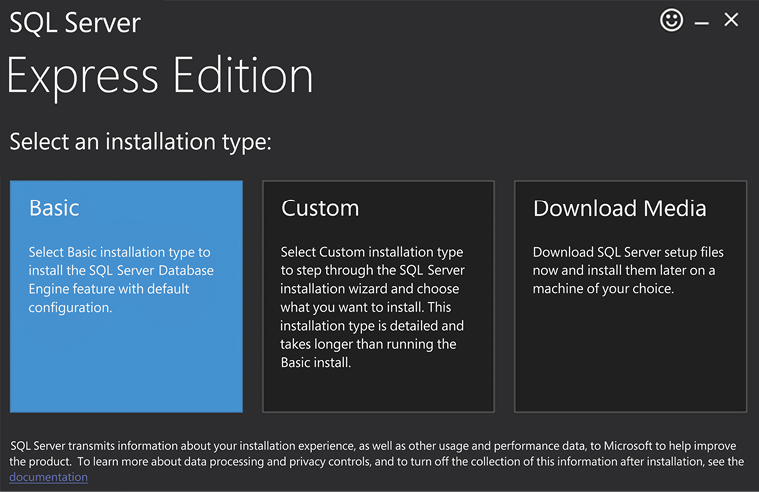 SQL Server
Express Edition
Select an installation type:
Basic
Select Basic installation type to
install the SQL Server Database
Engine feature with default
configuration.
Custom
Select Custom installation type
to step through the SQL Server
installation wizard and choose
what you want to install. This
installation type is detailed and
takes longer than running the
Basic install.
Download Media
Download SQL Server setup files
now and install them later on a
machine of your choice.
SQL Server transmits information about your installation experience, as well as other usage and performance data, to Microsoft to help improve
the product.  To learn more about data processing and privacy controls, and to turn off the collection of this information after installation, see the
documentation